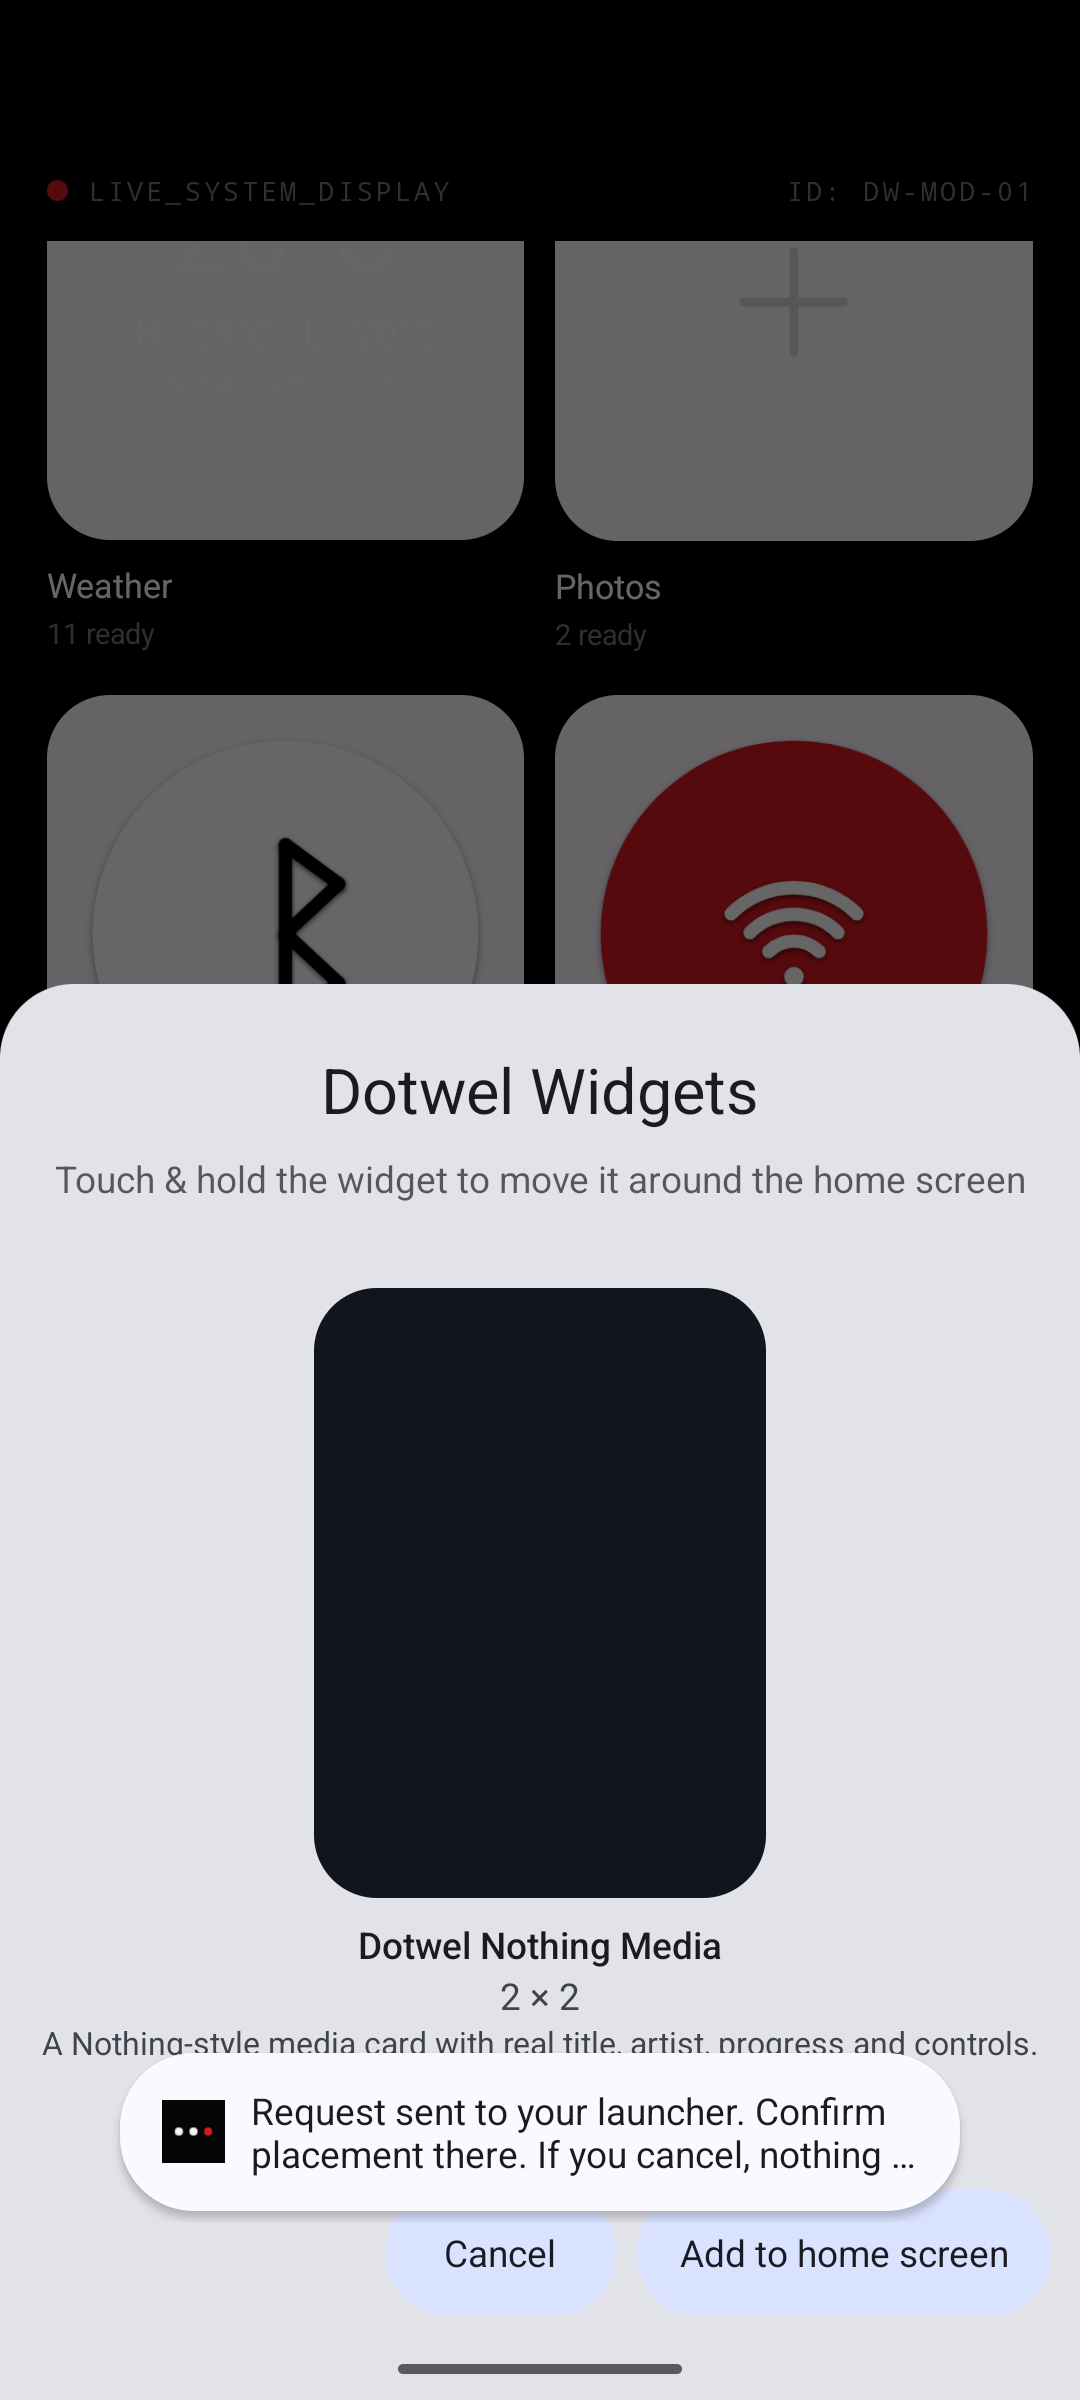 LIVE_SYSTEM_DISPLAY
ID: DW-MOD-01
H : 29°C L : 20°C
Weather
11 ready
Photos
2 ready
Dotwel Widgets
Touch & hold the widget to move it around the home screen
Dotwel Nothing Media
2 × 2
A Nothing-style media card with real title, artist, progress and controls.
Request sent to your launcher. Confirm
placement there. If you cancel, nothing ...
Cancel
Add to home screen